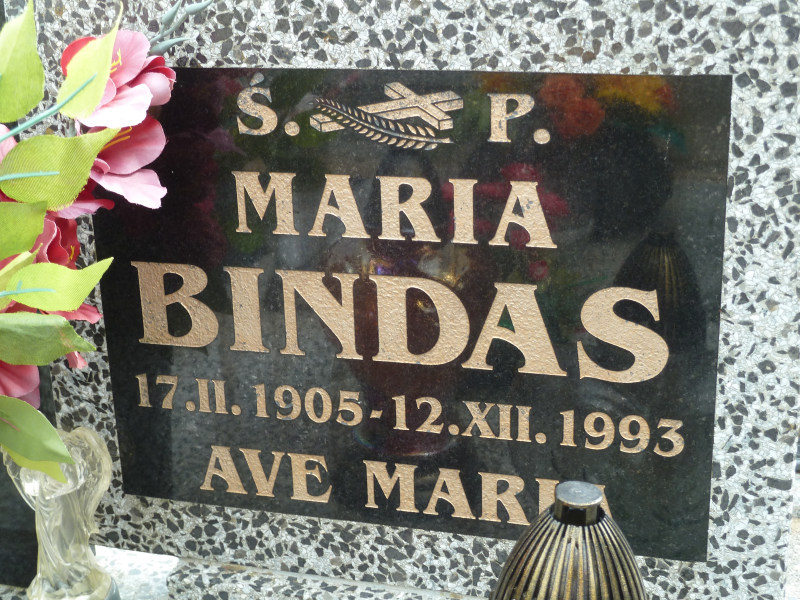 Ś. P.
MARIA
BINDAS
17.II. 1905 - 12.XII. 1993
AVE MARIA